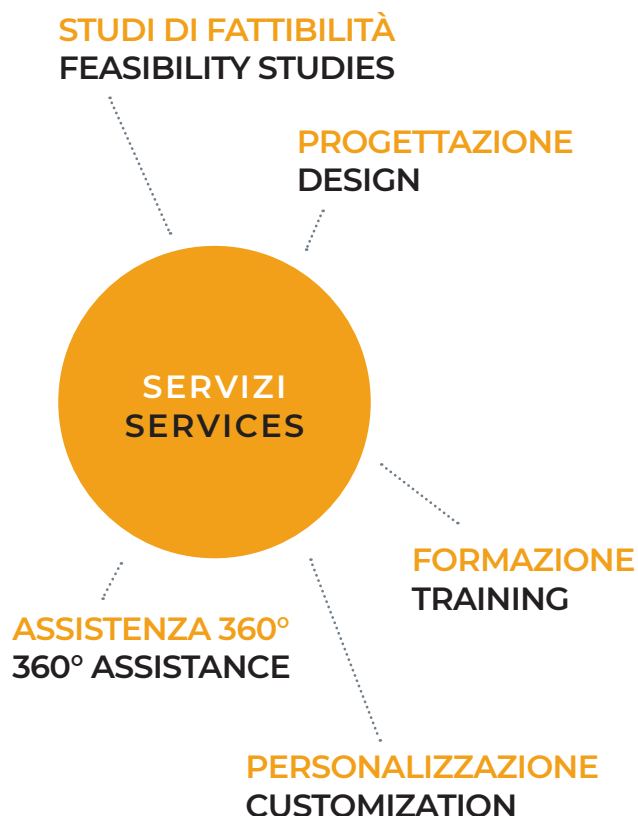 STUDI DI FATTIBILITÀ
FEASIBILITY STUDIES
PROGETTAZIONE
DESIGN
SERVIZI
SERVICES
FORMAZIONE
TRAINING
ASSISTENZA 360°
360° ASSISTANCE
PERSONALIZZAZIONE
CUSTOMIZATION